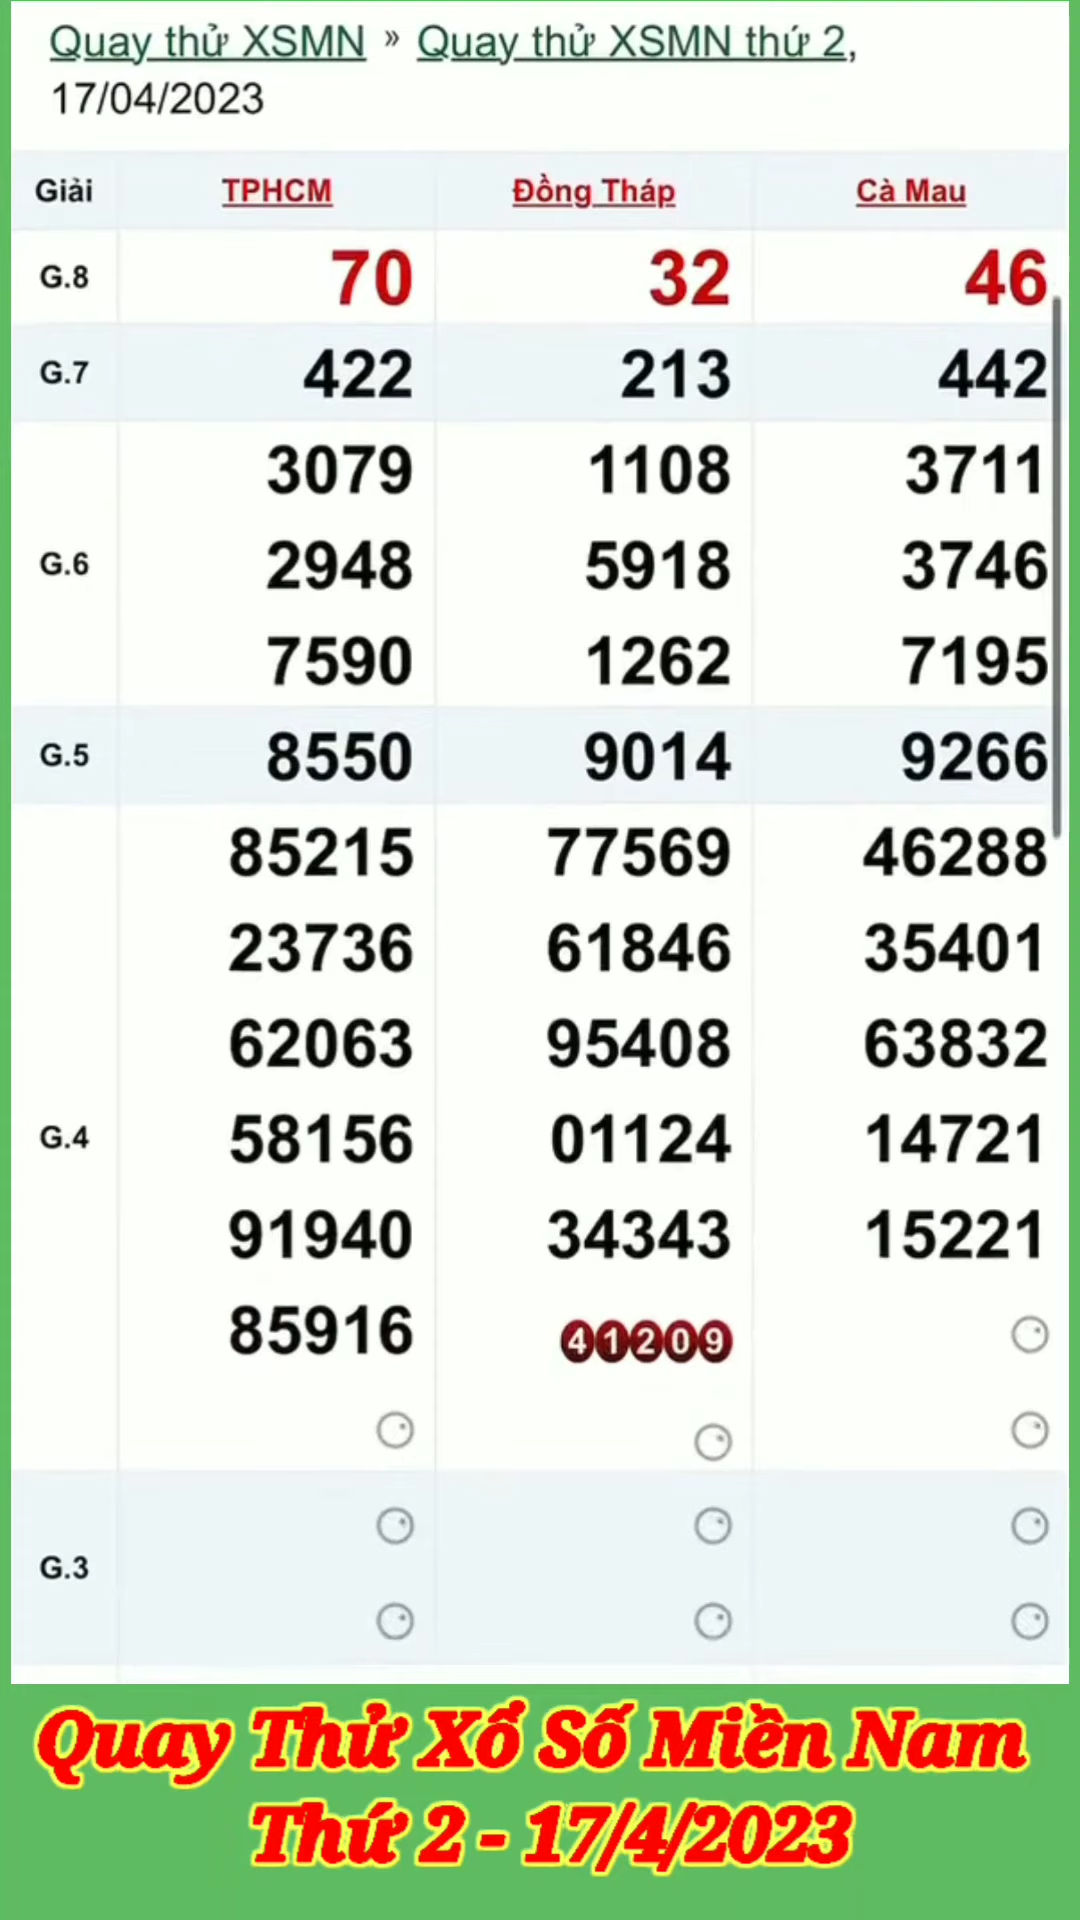 Quay thử XSMN » Quay thử XSMN thứ 2,
17/04/2023
Giải TPHCM Đồng Tháp Cà Mau
G.8 70 32 46
G.7 422 213 442
3079 1108 3711
G.6 2948 5918 3746
7590 1262 7195
G.5 8550 9014 9266
85215 77569 46288
23736 61846 35401
62063 95408 63832
G.4 58156 01124 14721
91940 34343 15221
85916 41209
G.3
Quay Thử Xổ Số Miền Nam
Thứ 2 - 17/4/2023